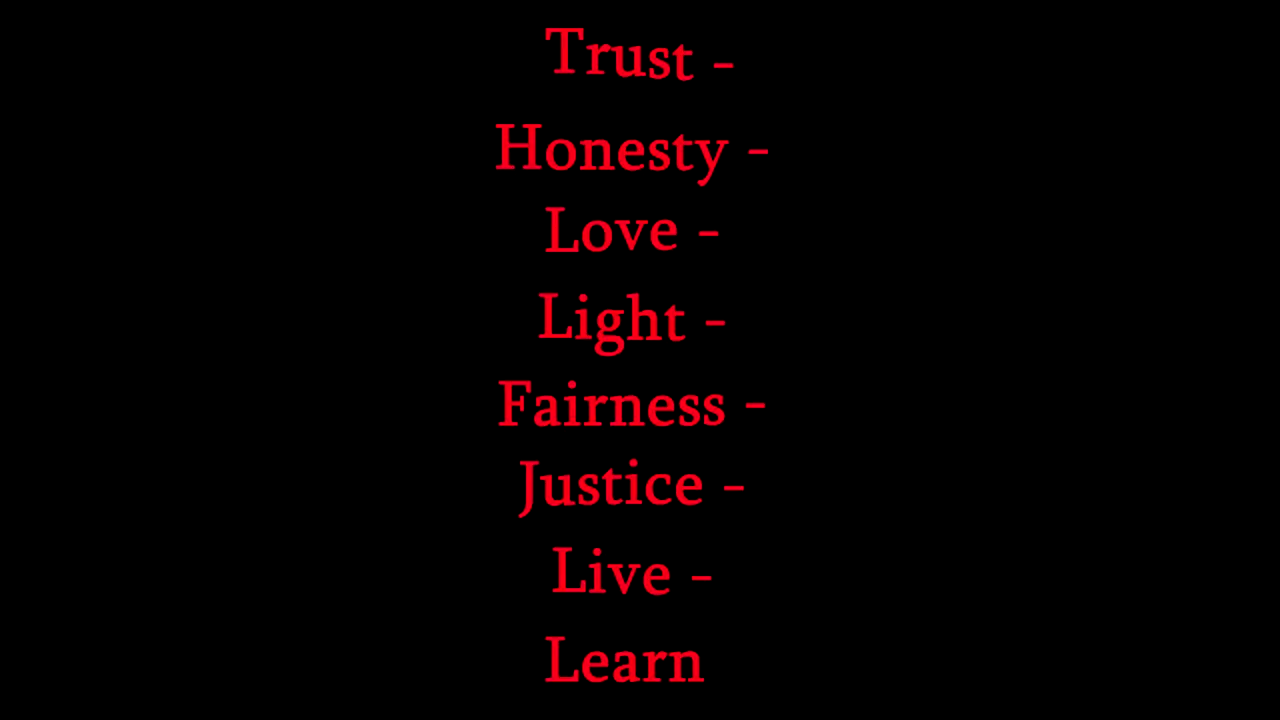 Trust -
Honesty -
Love -
Light -
Fairness -
Justice -
Live -
Learn